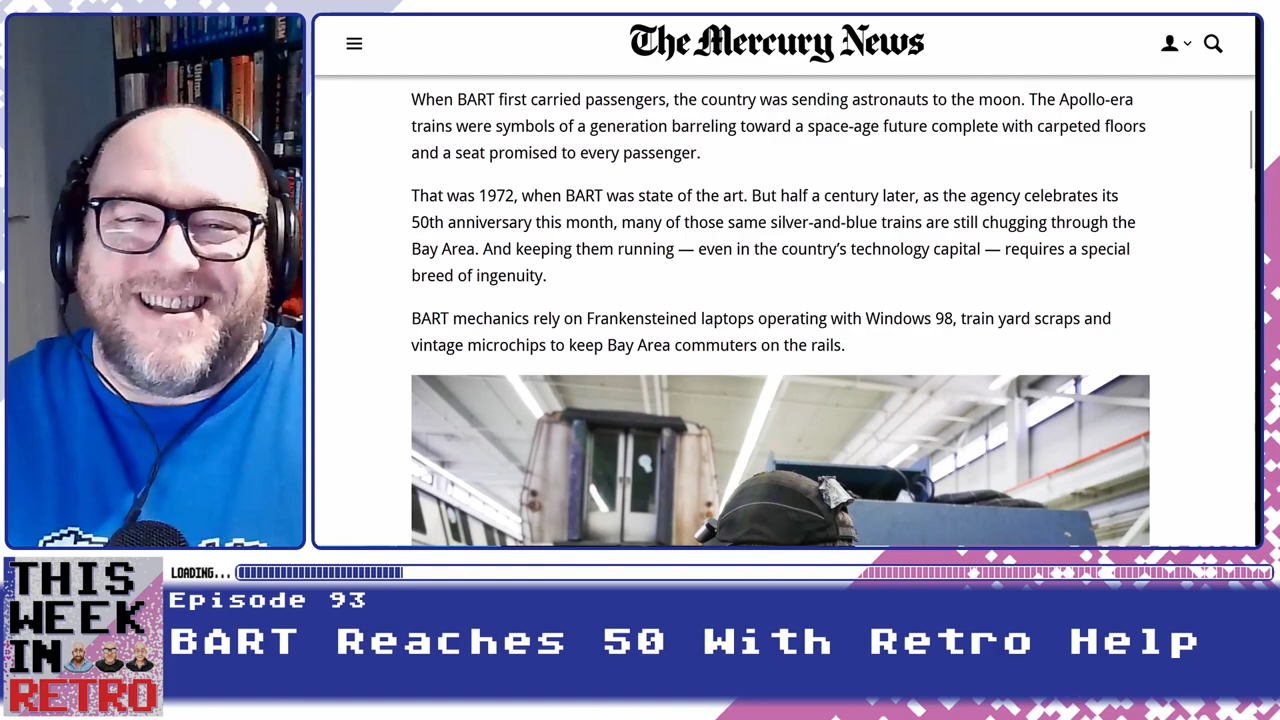 The Mercury News
When BART first carried passengers, the country was sending astronauts to the moon. The Apollo-era
trains were symbols of a generation barreling toward a space-age future complete with carpeted floors
and a seat promised to every passenger.
That was 1972, when BART was state of the art. But half a century later, as the agency celebrates its
50th anniversary this month, many of those same silver-and-blue trains are still chugging through the
Bay Area. And keeping them running — even in the country’s technology capital — requires a special
breed of ingenuity.
BART mechanics rely on Frankensteined laptops operating with Windows 98, train yard scraps and
vintage microchips to keep Bay Area commuters on the rails.
LOADING...
Episode 93
BART Reaches 50 With Retro Help
THIS
WEEK
IN
RETRO